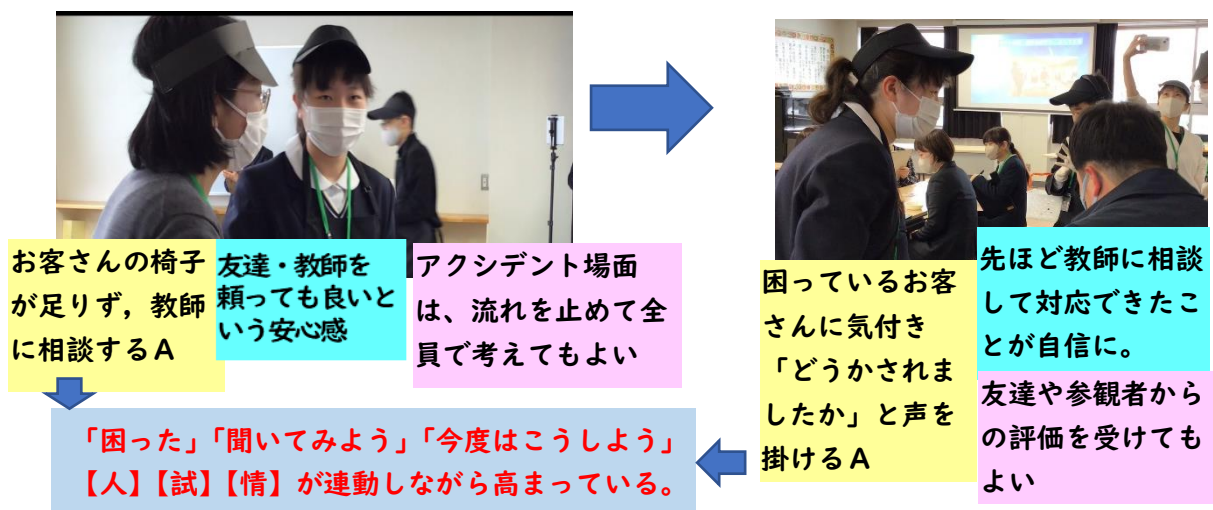 お客さんの椅子
が足りず，教師
に相談するＡ
友達・教師を
頼っても良いと
いう安心感
アクシデント場面
は、流れを止めて全
員で考えてもよい
困っているお客
さんに気付き
「どうかされま
したか」と声を
掛けるＡ
先ほど教師に相談
して対応できたこ
とが自信に。
友達や参観者から
の評価を受けても
よい
「困った」「聞いてみよう」「今度はこうしよう」
【人】【試】【情】が連動しながら高まっている。